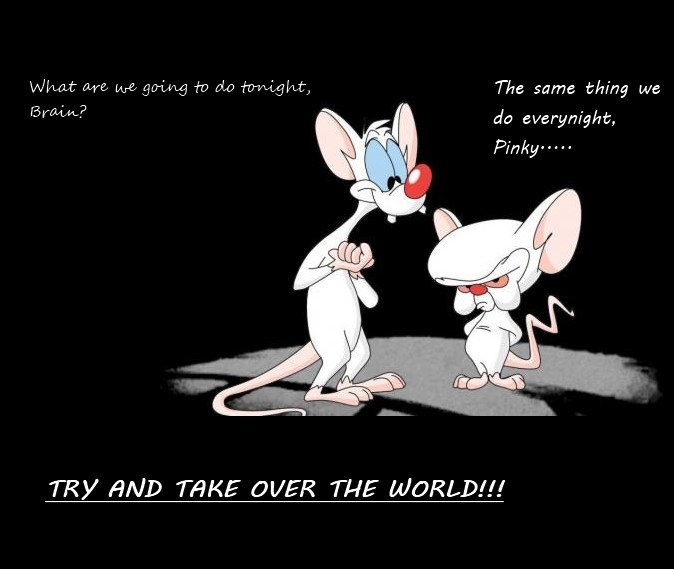 What are we going to do tonight,
Brain?
The same thing we
do everynight,
Pinky.....
TRY AND TAKE OVER THE WORLD!!!